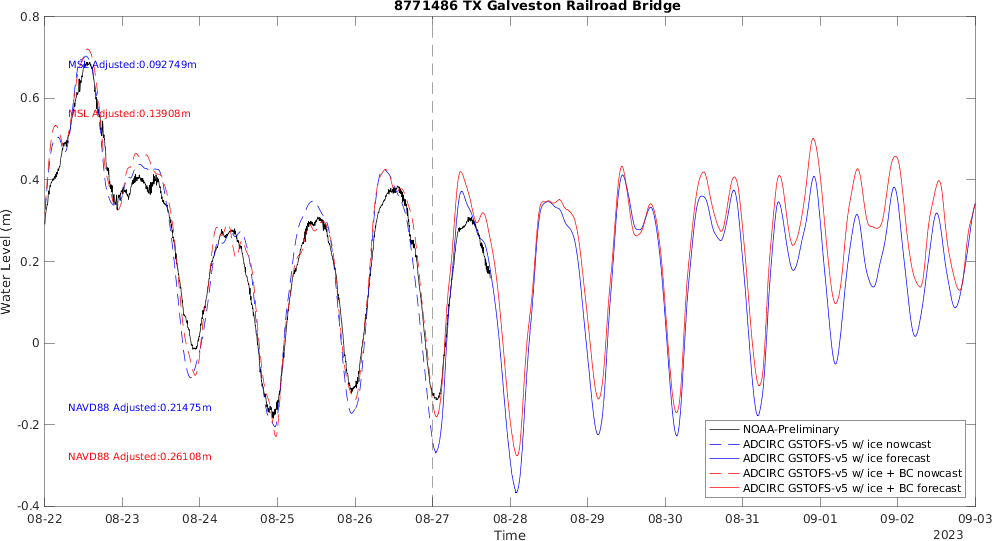 8771486 TX Galveston Railroad Bridge
0.8
0.6
0.4
0.2
0
-0.2
-0.4
Water Level (m)
MSL Adjusted:0.092749m
MSL Adjusted:0.13908m
NAVD88 Adjusted:0.21475m
NAVD88 Adjusted:0.26108m
NOAA-Preliminary
ADCIRC GSTOFS-v5 w/ ice nowcast
ADCIRC GSTOFS-v5 w/ ice forecast
ADCIRC GSTOFS-v5 w/ ice + BC nowcast
ADCIRC GSTOFS-v5 w/ ice + BC forecast
08-22 08-23 08-24 08-25 08-26 08-27 08-28 08-29 08-30 08-31 09-01 09-02 09-03
Time
2023